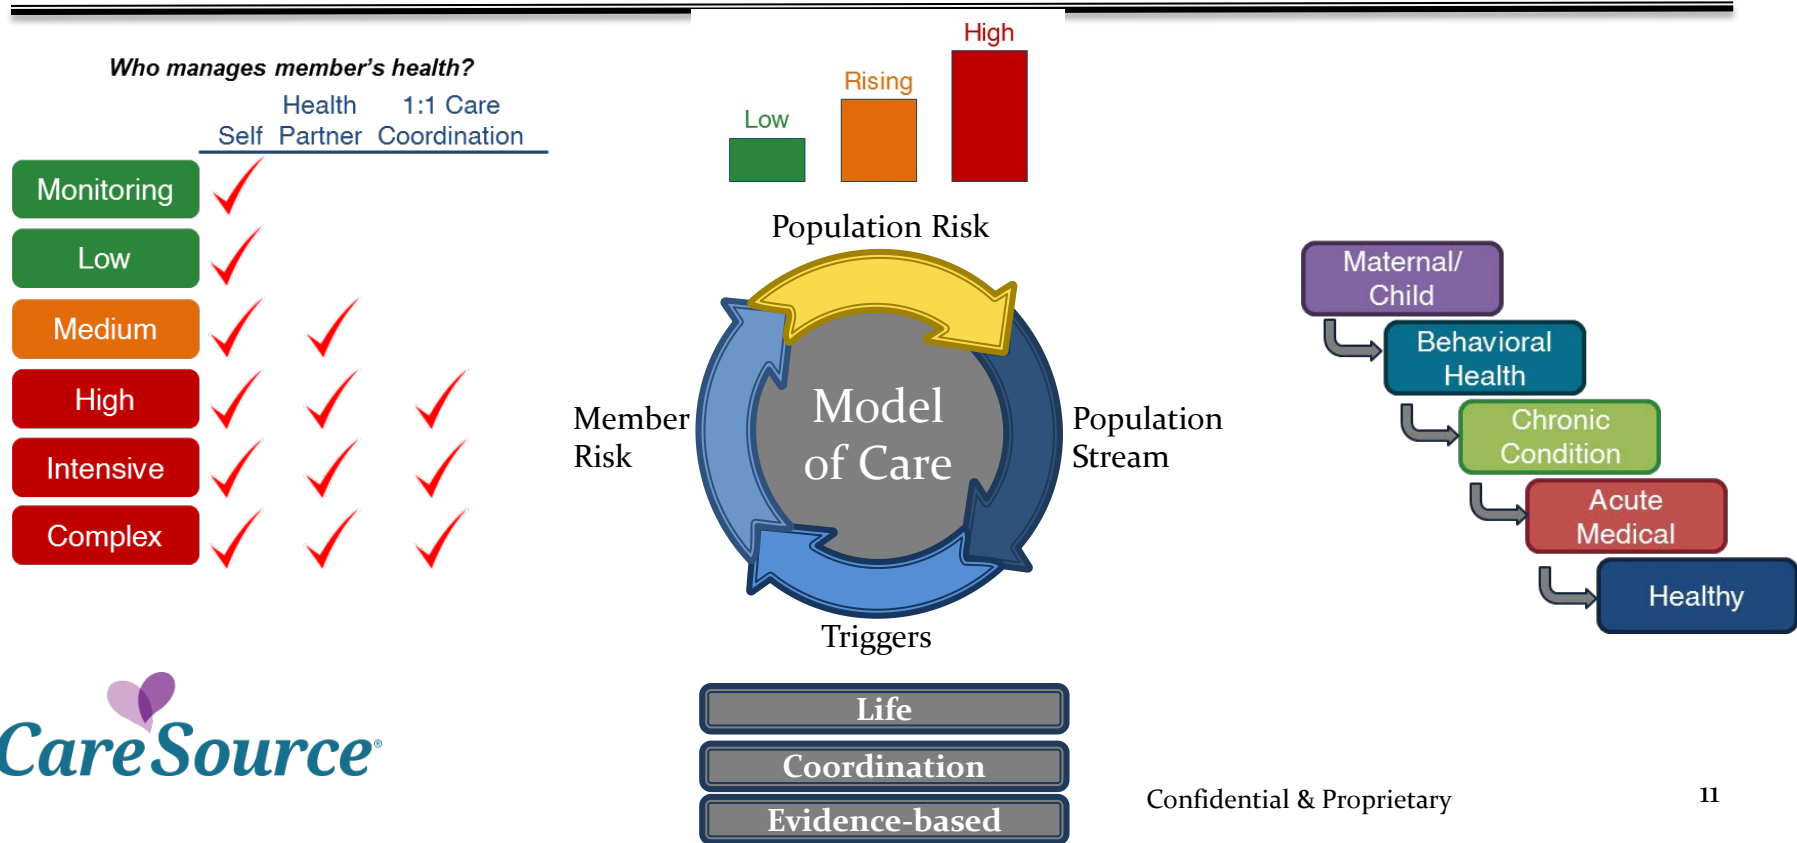 Who manages member's health?
Self
Health
Partner
1:1 Care
Coordination
Monitoring
Low
Medium
High
Intensive
Complex
Low
Rising
High
Population Risk
Member
Risk
Model
of Care
Population
Stream
Triggers
Life
Coordination
Evidence-based
Maternal/
Child
Behavioral
Health
Chronic
Condition
Acute
Medical
Healthy
CareSource®
Confidential & Proprietary
11